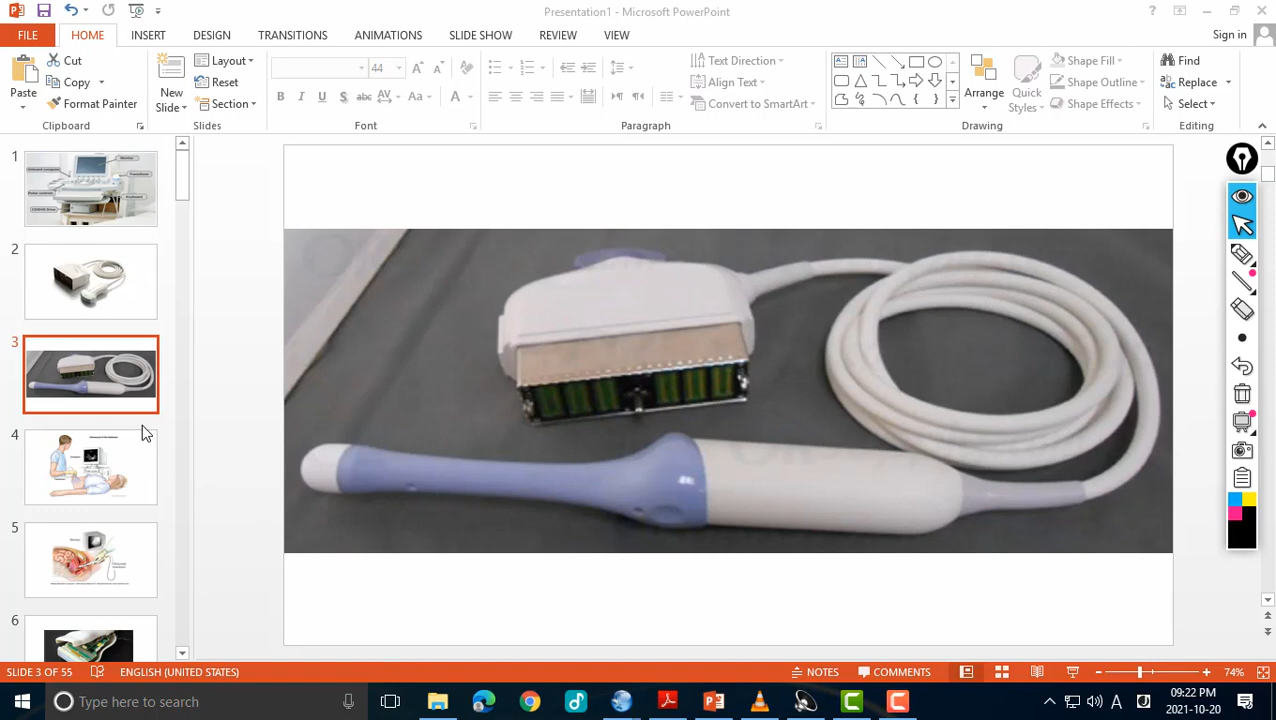 Presentation1 - Microsoft PowerPoint
?
FILE HOME INSERT DESIGN TRANSITIONS ANIMATIONS SLIDE SHOW REVIEW VIEW Sign in
Paste
Cut
Copy
Format Painter
Clipboard
New Slide
Layout
Reset
Section
Slides
44
B I U S abc AV Aa A
Font
Text Direction
Align Text
Convert to SmartArt
Paragraph
Arrange
Quick Styles
Shape Fill
Shape Outline
Shape Effects
Drawing
Find
Replace
Select
Editing
1
Monitor
2
3
4
5
6
SLIDE 3 OF 55 ENGLISH (UNITED STATES) NOTES COMMENTS 74%
Type here to search
A
09:22 PM
2021-10-20